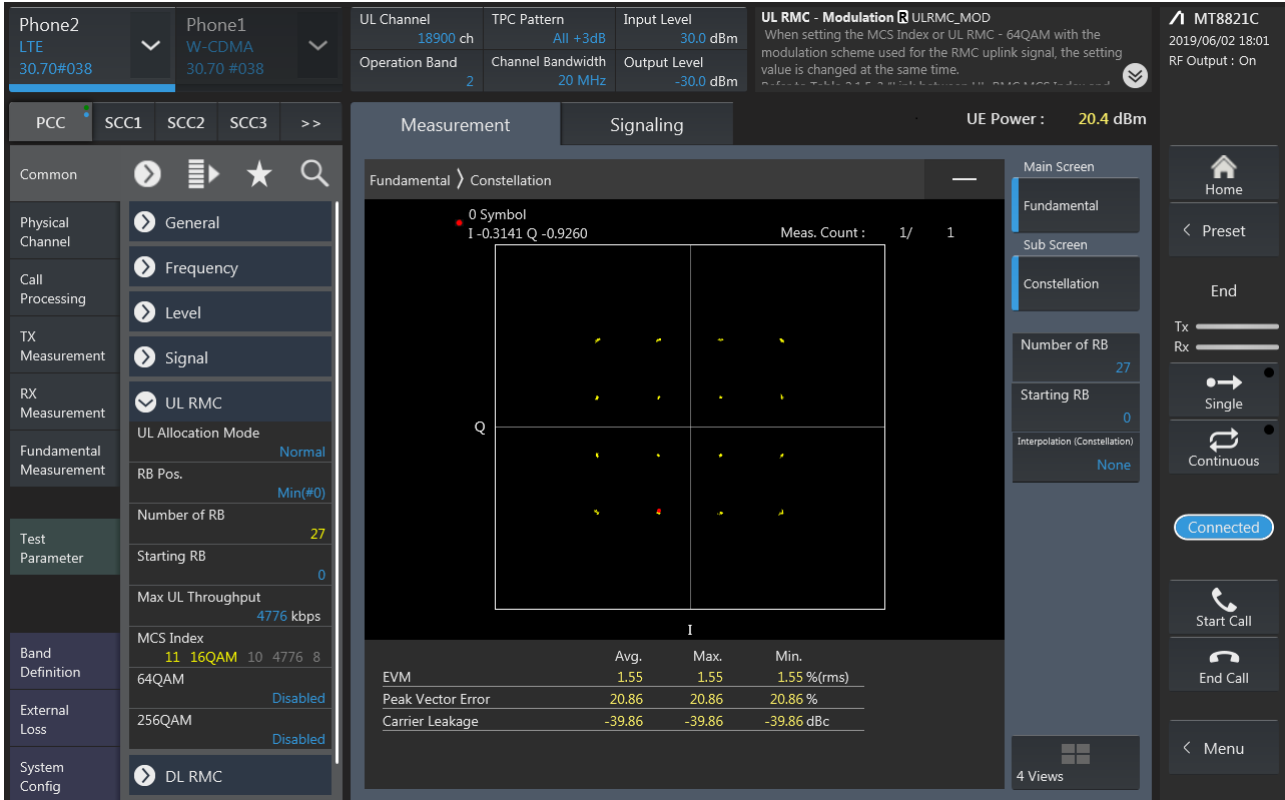 Phone2
LTE
30.70#038
Phone1
W-CDMA
30.70 #038
UL Channel
18900 ch
TPC Pattern
All +3dB
Input Level
30.0 dBm
Operation Band
2
Channel Bandwidth
20 MHz
Output Level
-30.0 dBm
UL RMC - Modulation R ULRMC_MOD
When setting the MCS Index or UL RMC - 64QAM with the
modulation scheme used for the RMC uplink signal, the setting
value is changed at the same time.
MT8821C
2019/06/02 18:01
RF Output : On
PCC
SCC1
SCC2
SCC3
>>
Measurement
Signaling
UE Power : 20.4 dBm
Common
Physical
Channel
Call
Processing
TX
Measurement
RX
Measurement
Fundamental
Measurement
Test
Parameter
Band
Definition
External
Loss
System
Config
General
Frequency
Level
Signal
UL RMC
UL Allocation Mode
Normal
RB Pos.
Min(#0)
Number of RB
27
Starting RB
0
Max UL Throughput
4776 kbps
MCS Index
11 16QAM 10 4776 8
64QAM
Disabled
256QAM
Disabled
DL RMC
Fundamental 〉 Constellation
0 Symbol
I -0.3141 Q -0.9260
Meas. Count : 1/ 1
Q
I
Avg. Max. Min.
EVM 1.55 1.55 1.55 %(rms)
Peak Vector Error 20.86 20.86 20.86 %
Carrier Leakage -39.86 -39.86 -39.86 dBc
Main Screen
Fundamental
Sub Screen
Constellation
Number of RB
27
Starting RB
0
Interpolation (Constellation)
None
4 Views
Home
< Preset
End
Tx
Rx
Single
Continuous
Connected
Start Call
End Call
< Menu